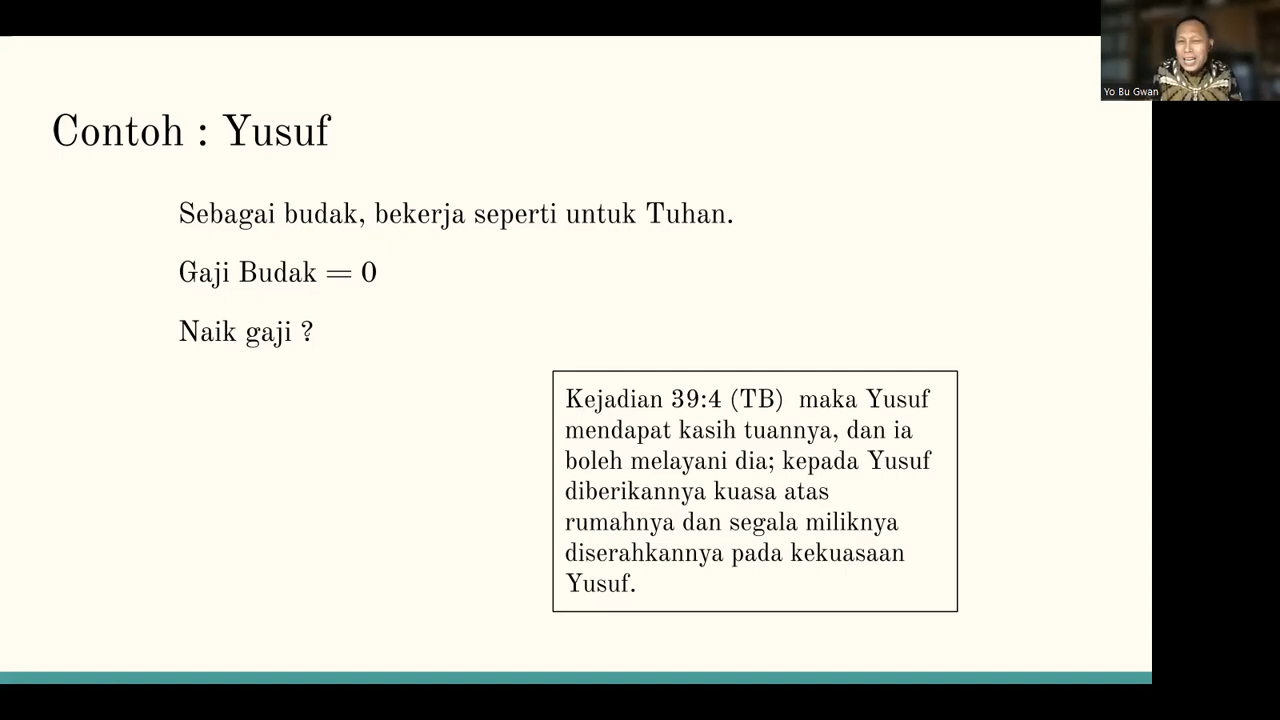 Yo Bu Gwan
Contoh : Yusuf
Sebagai budak, bekerja seperti untuk Tuhan.
Gaji Budak = 0
Naik gaji ?
Kejadian 39:4 (TB)  maka Yusuf
mendapat kasih tuannya, dan ia
boleh melayani dia; kepada Yusuf
diberikannya kuasa atas
rumahnya dan segala miliknya
diserahkannya pada kekuasaan
Yusuf.